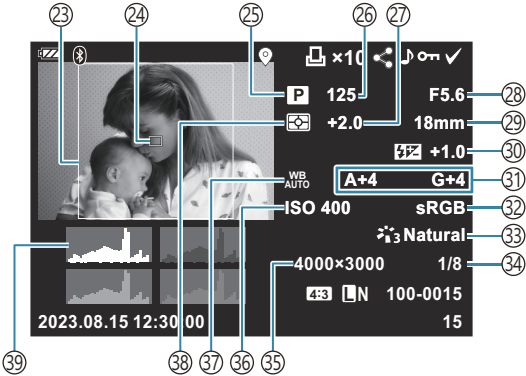 23 24 25 26 27
×10
P 125 F5.6 28
+2.0 18mm 29
+1.0 30
WB AUTO A+4 G+4 31
ISO 400 sRGB 32
3 Natural 33
4000×3000 1/8 34
4:3 L N 100-0015
2023.08.15 12:30:00 15
39 38 37 36 35